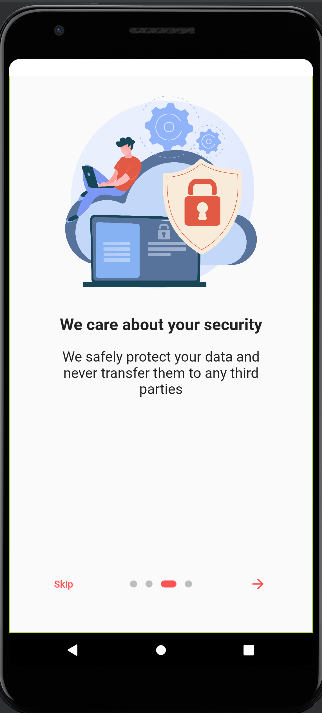 We care about your security
We safely protect your data and
never transfer them to any third
parties
Skip